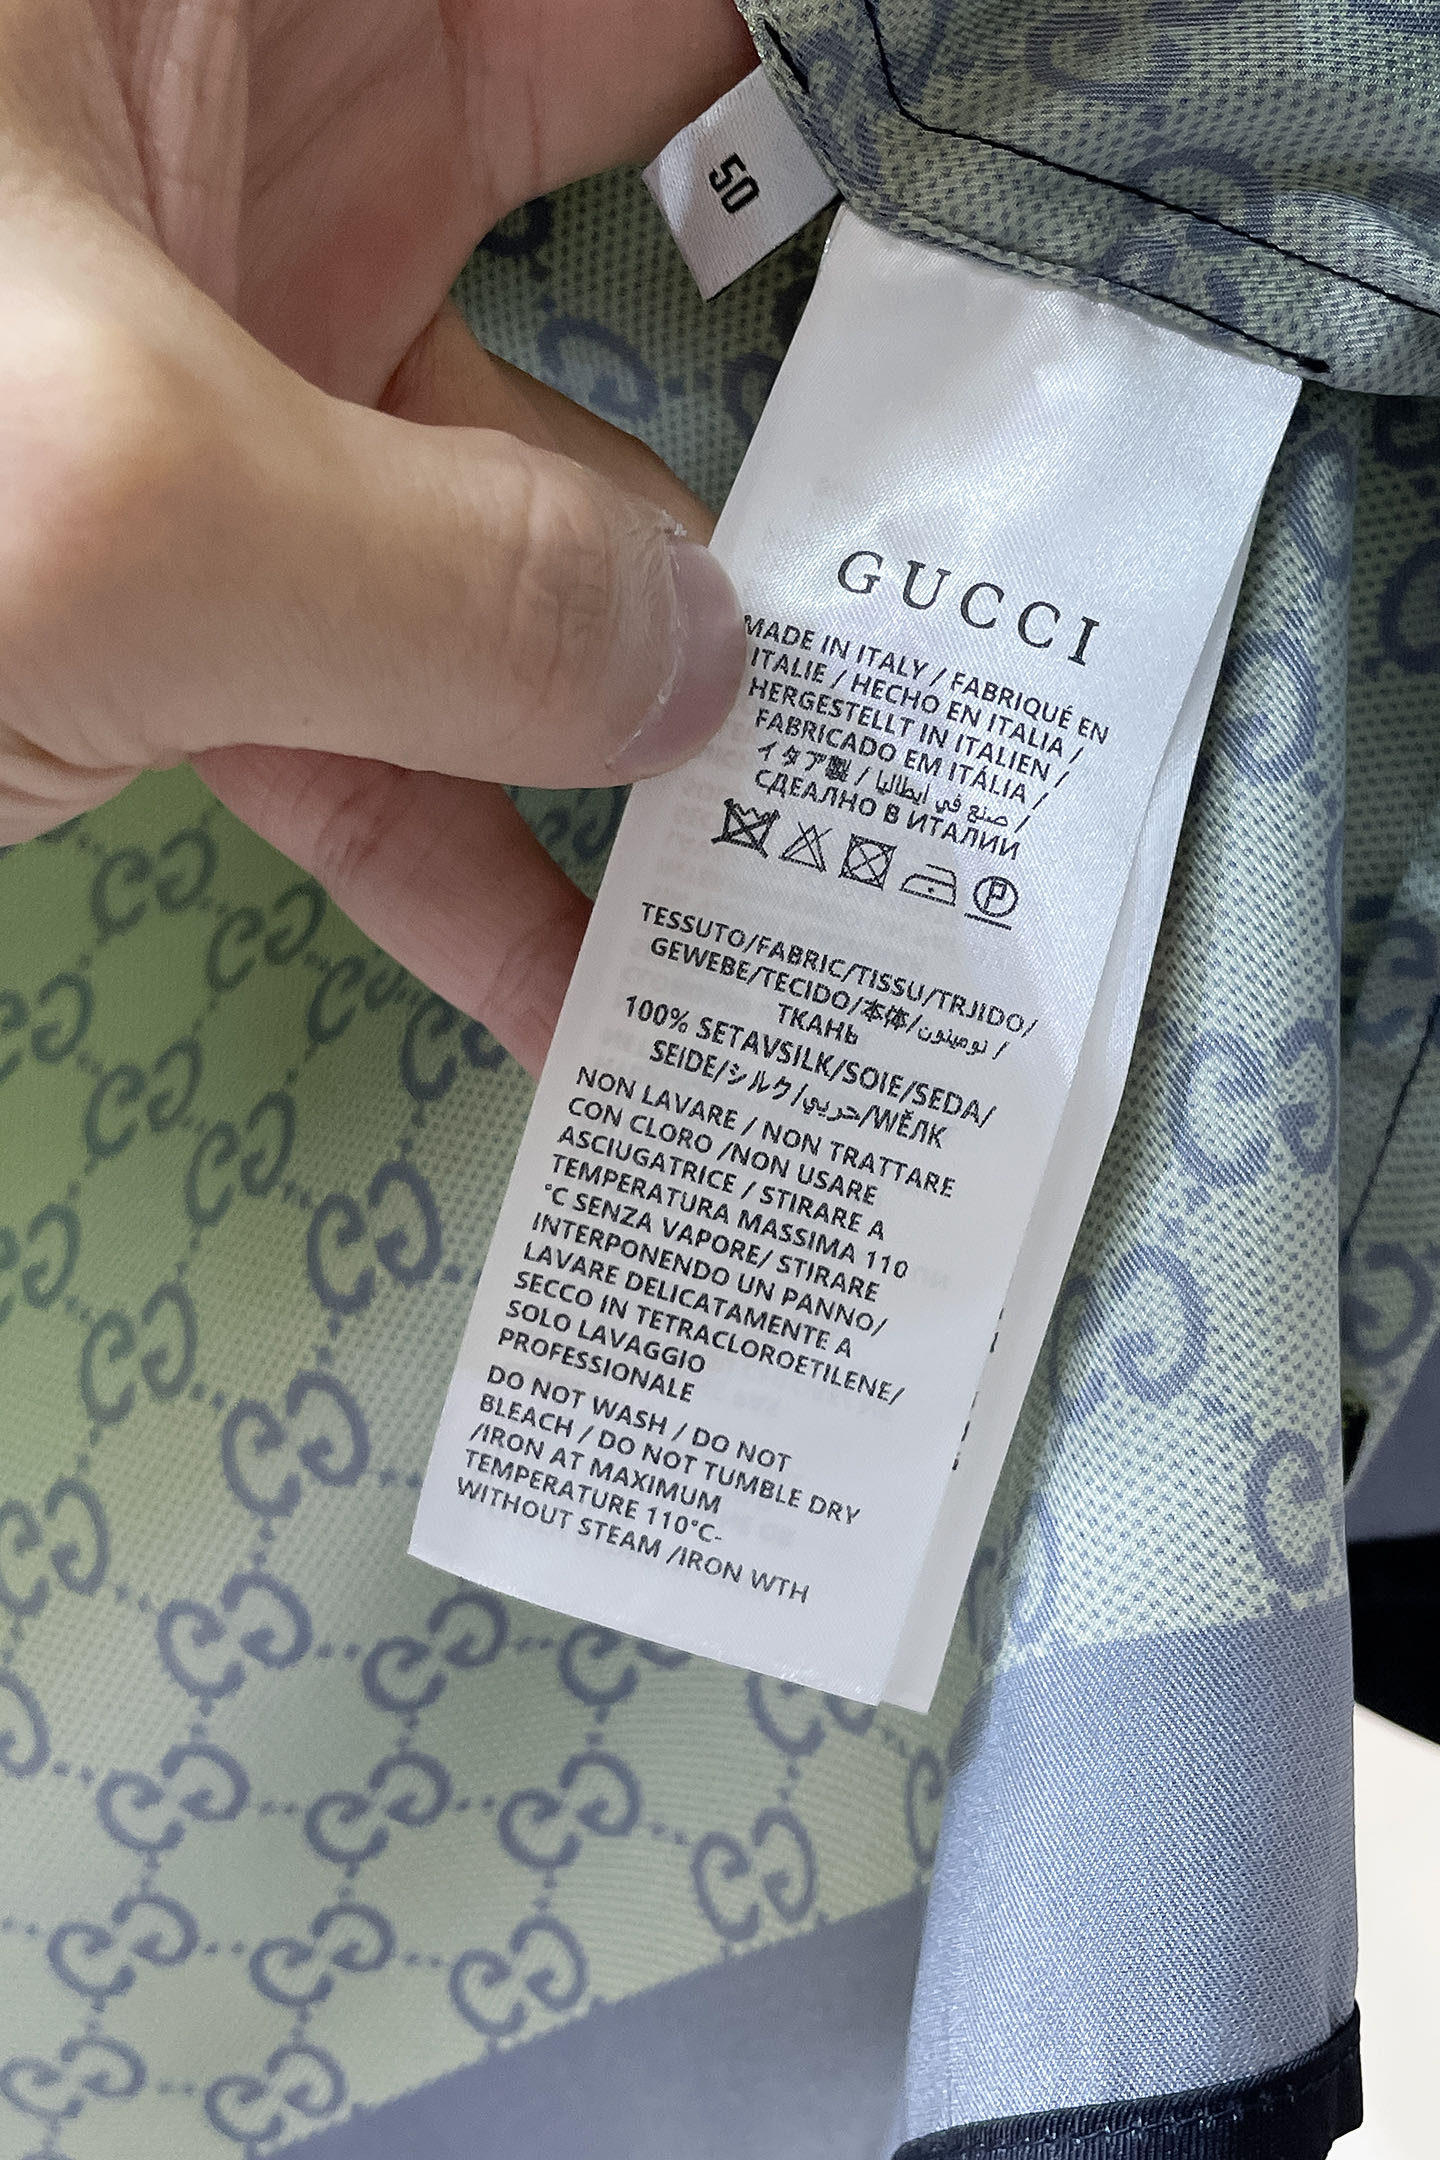 50
GUCCI
MADE IN ITALY / FABRIQUÉ EN
ITALIE / HECHO EN ITALIA /
HERGESTELLT IN ITALIEN /
FABRICADO EM ITÁLIA /
イタア製 / صنع في ايطاليا /
СДЕАЛНО В ИТАЛИИ
P
TESSUTO/FABRIC/TISSU/TRJIDO/
GEWEBE/TECIDO/本体/نومينون /
ТКАНЬ
100% SETAVSILK/SOIE/SEDA/
SEIDE/シルク/حريري/WĔЛК
NON LAVARE / NON TRATTARE
CON CLORO /NON USARE
ASCIUGATRICE / STIRARE A
TEMPERATURA MASSIMA 110
°C SENZA VAPORE/ STIRARE
INTERPONENDO UN PANNO/
LAVARE DELICATAMENTE A
SECCO IN TETRACLOROETILENE/
SOLO LAVAGGIO
PROFESSIONALE
DO NOT WASH / DO NOT
BLEACH / DO NOT TUMBLE DRY
/IRON AT MAXIMUM
TEMPERATURE 110°C-
WITHOUT STEAM /IRON WTH